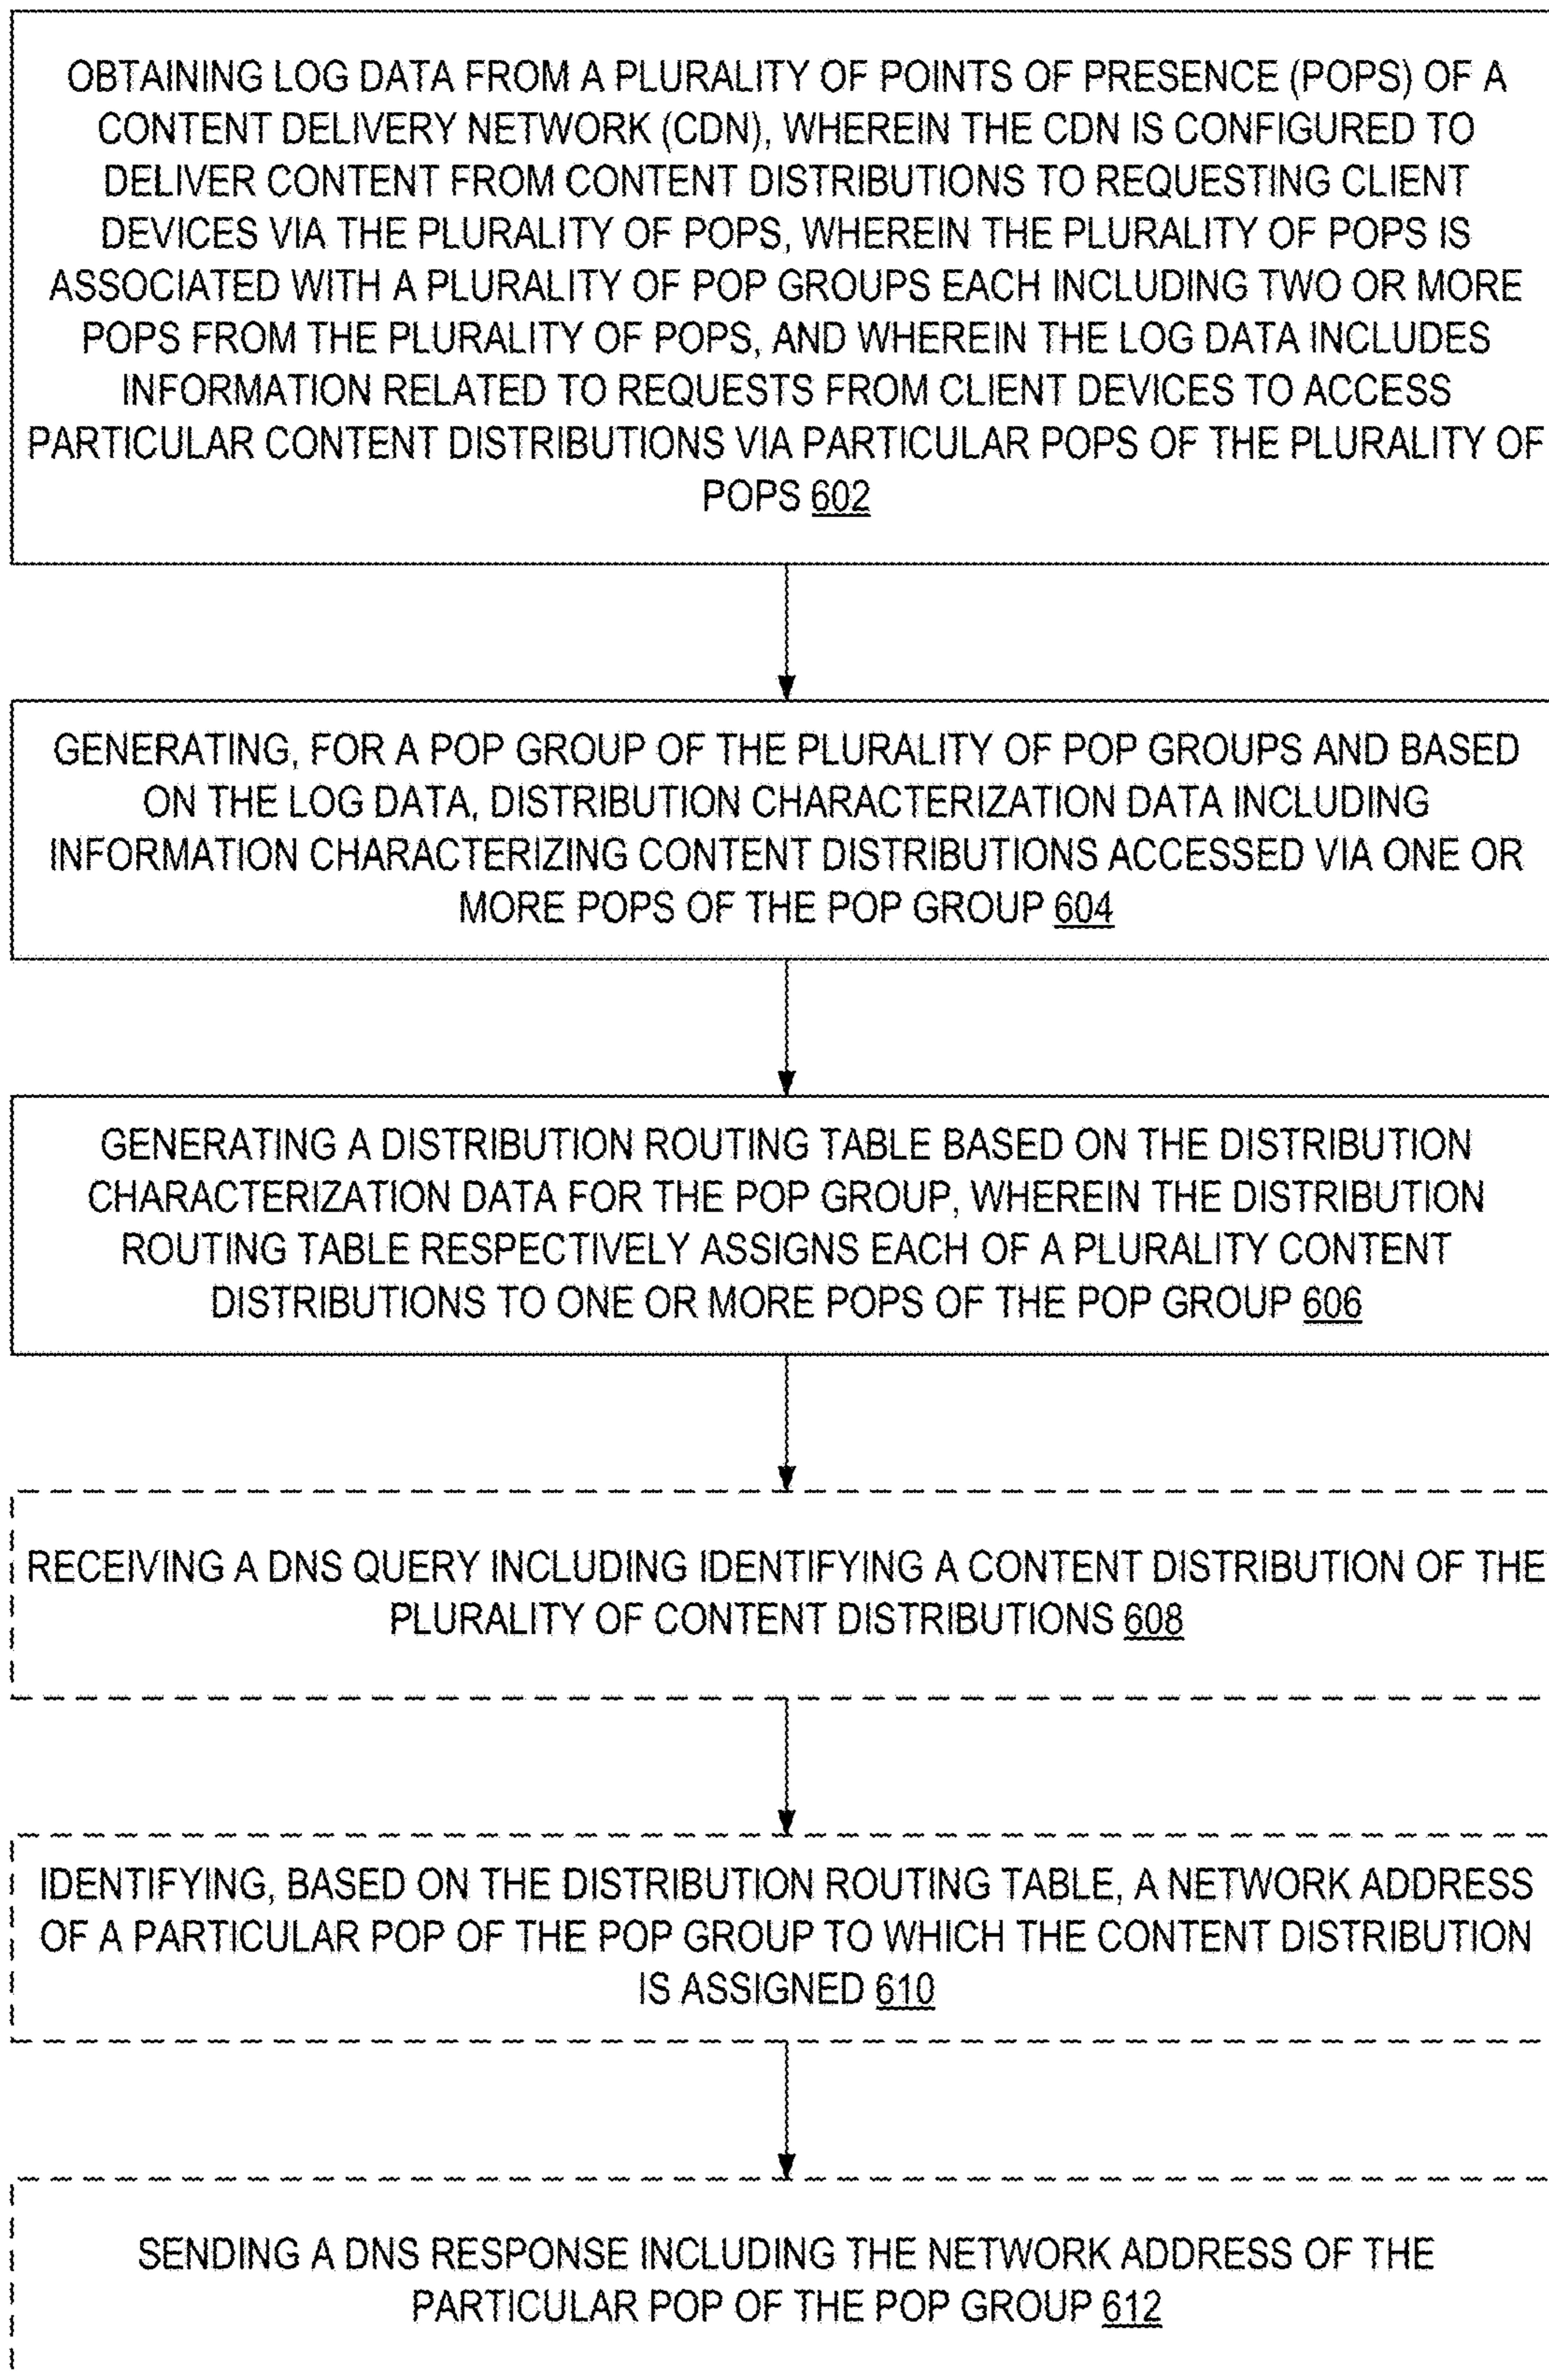 OBTAINING LOG DATA FROM A PLURALITY OF POINTS OF PRESENCE (POPS) OF A
CONTENT DELIVERY NETWORK (CDN), WHEREIN THE CDN IS CONFIGURED TO
DELIVER CONTENT FROM CONTENT DISTRIBUTIONS TO REQUESTING CLIENT
DEVICES VIA THE PLURALITY OF POPS, WHEREIN THE PLURALITY OF POPS IS
ASSOCIATED WITH A PLURALITY OF POP GROUPS EACH INCLUDING TWO OR MORE
POPS FROM THE PLURALITY OF POPS, AND WHEREIN THE LOG DATA INCLUDES
INFORMATION RELATED TO REQUESTS FROM CLIENT DEVICES TO ACCESS
PARTICULAR CONTENT DISTRIBUTIONS VIA PARTICULAR POPS OF THE PLURALITY OF
POPS 602
GENERATING, FOR A POP GROUP OF THE PLURALITY OF POP GROUPS AND BASED
ON THE LOG DATA, DISTRIBUTION CHARACTERIZATION DATA INCLUDING
INFORMATION CHARACTERIZING CONTENT DISTRIBUTIONS ACCESSED VIA ONE OR
MORE POPS OF THE POP GROUP 604
GENERATING A DISTRIBUTION ROUTING TABLE BASED ON THE DISTRIBUTION
CHARACTERIZATION DATA FOR THE POP GROUP, WHEREIN THE DISTRIBUTION
ROUTING TABLE RESPECTIVELY ASSIGNS EACH OF A PLURALITY CONTENT
DISTRIBUTIONS TO ONE OR MORE POPS OF THE POP GROUP 606
RECEIVING A DNS QUERY INCLUDING IDENTIFYING A CONTENT DISTRIBUTION OF THE
PLURALITY OF CONTENT DISTRIBUTIONS 608
IDENTIFYING, BASED ON THE DISTRIBUTION ROUTING TABLE, A NETWORK ADDRESS
OF A PARTICULAR POP OF THE POP GROUP TO WHICH THE CONTENT DISTRIBUTION
IS ASSIGNED 610
SENDING A DNS RESPONSE INCLUDING THE NETWORK ADDRESS OF THE
PARTICULAR POP OF THE POP GROUP 612